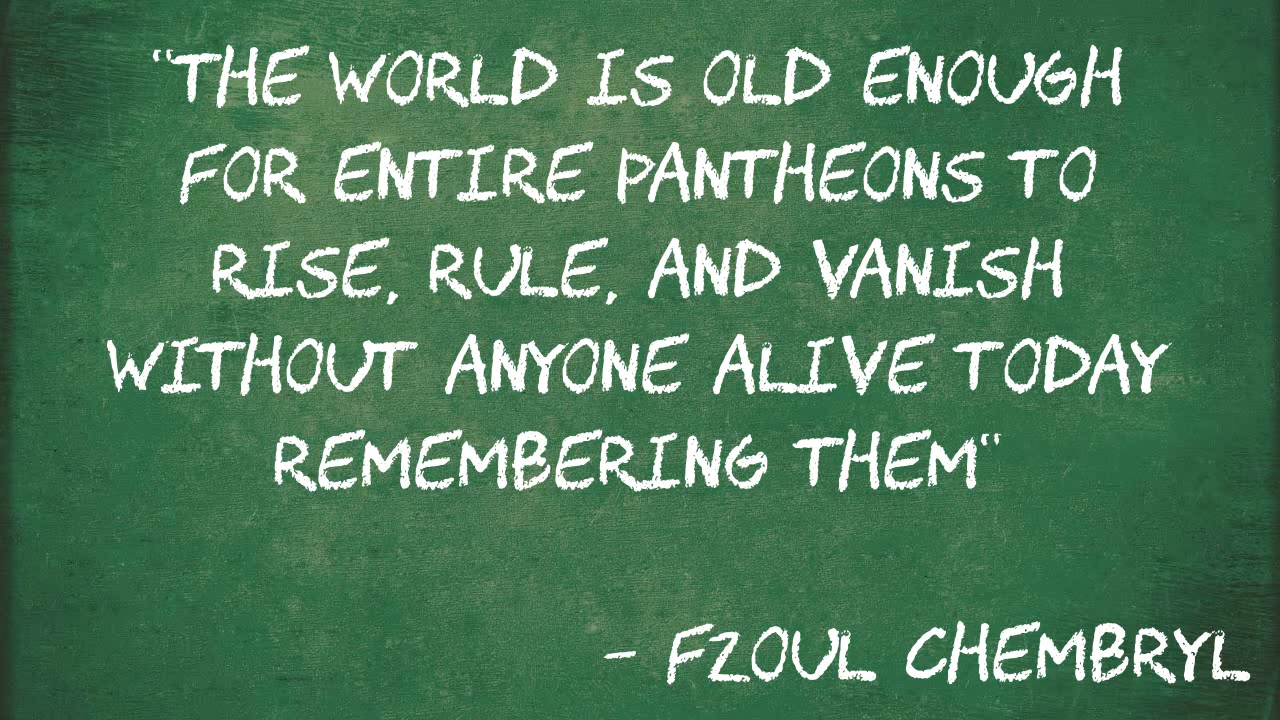 “THE WORLD IS OLD ENOUGH
FOR ENTIRE PANTHEONS TO
RISE, RULE, AND VANISH
WITHOUT ANYONE ALIVE TODAY
REMEMBERING THEM“
- FZOUL CHEMBRYL